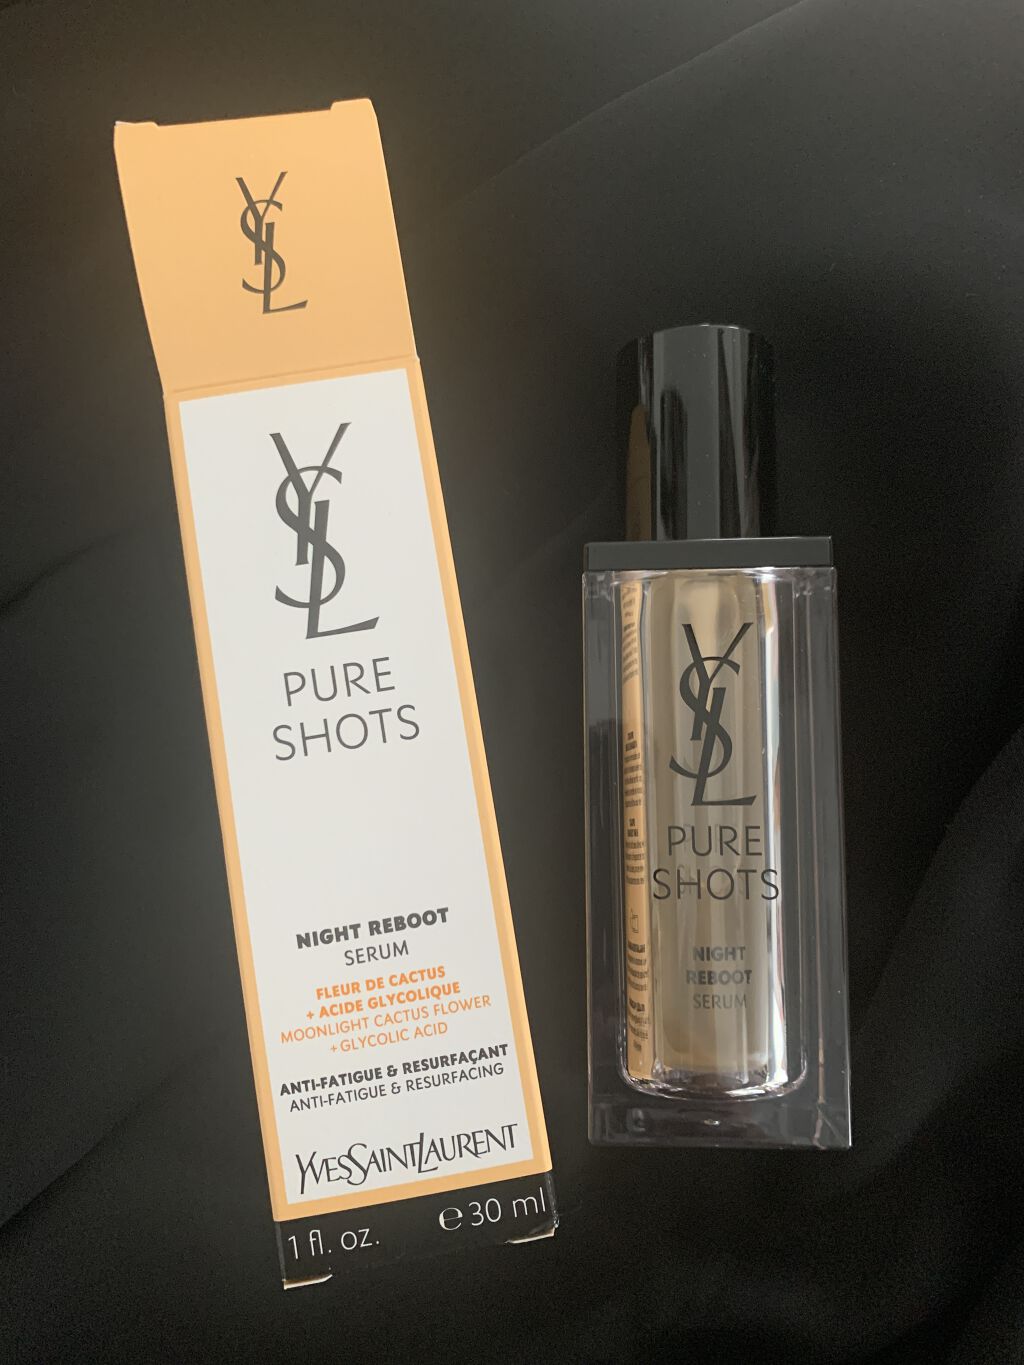 YSL
YSL
PURE
SHOTS
NIGHT REBOOT
SERUM
FLEUR DE CACTUS
+ ACIDE GLYCOLIQUE
MOONLIGHT CACTUS FLOWER
+ GLYCOLIC ACID
ANTI-FATIGUE & RESURFAÇANT
ANTI-FATIGUE & RESURFACING
YVESSAINTLAURENT
1 fl. oz.
e 30 ml
YSL
PURE
SHOTS
NIGHT
REBOOT
SERUM